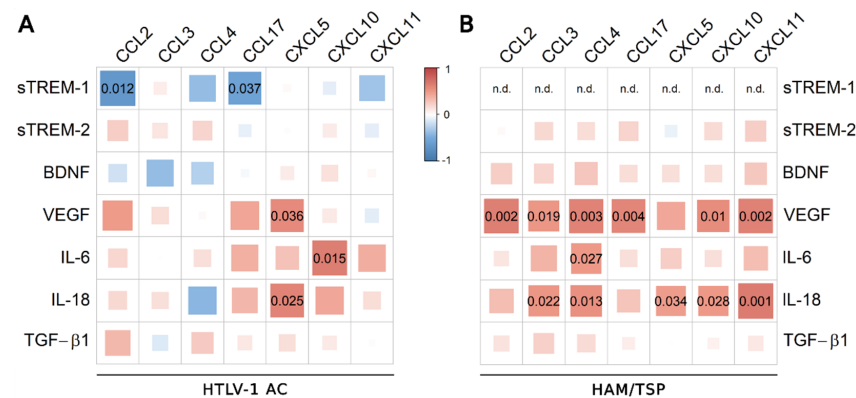 A
CCL2 CCL3 CCL4 CCL17 CXCL5 CXCL10 CXCL11
sTREM-1 0.012 0.037
sTREM-2
BDNF
VEGF 0.036
IL-6 0.015
IL-18 0.025
TGF−β1
HTLV-1 AC
1
0
-1
B
CCL2 CCL3 CCL4 CCL17 CXCL5 CXCL10 CXCL11
n.d. n.d. n.d. n.d. n.d. n.d. n.d. sTREM-1
sTREM-2
BDNF
0.002 0.019 0.003 0.004 0.01 0.002 VEGF
0.027 IL-6
0.022 0.013 0.034 0.028 0.001 IL-18
TGF−β1
HAM/TSP